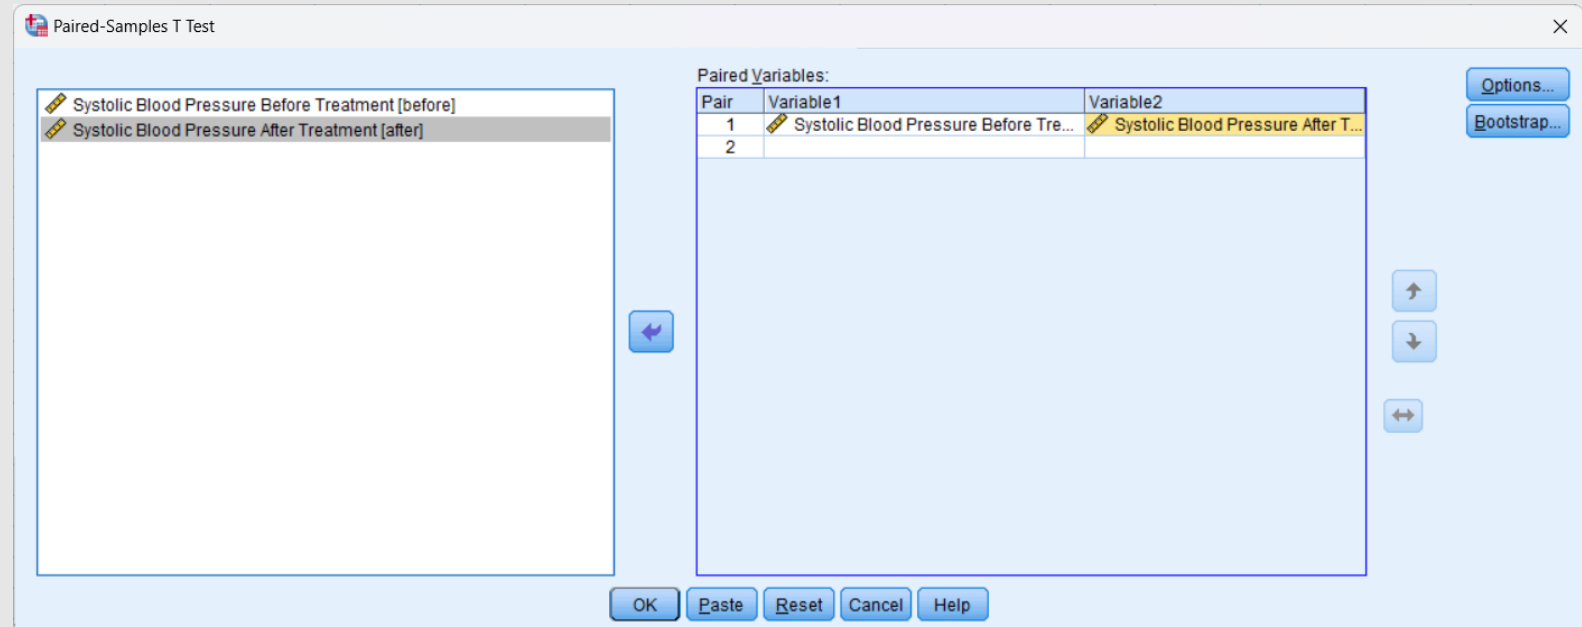 Paired-Samples T Test
Paired Variables:
Systolic Blood Pressure Before Treatment [before]
Systolic Blood Pressure After Treatment [after]
Pair Variable1 Variable2
1 Systolic Blood Pressure Before Tre... Systolic Blood Pressure After T...
2
Options...
Bootstrap...
OK Paste Reset Cancel Help